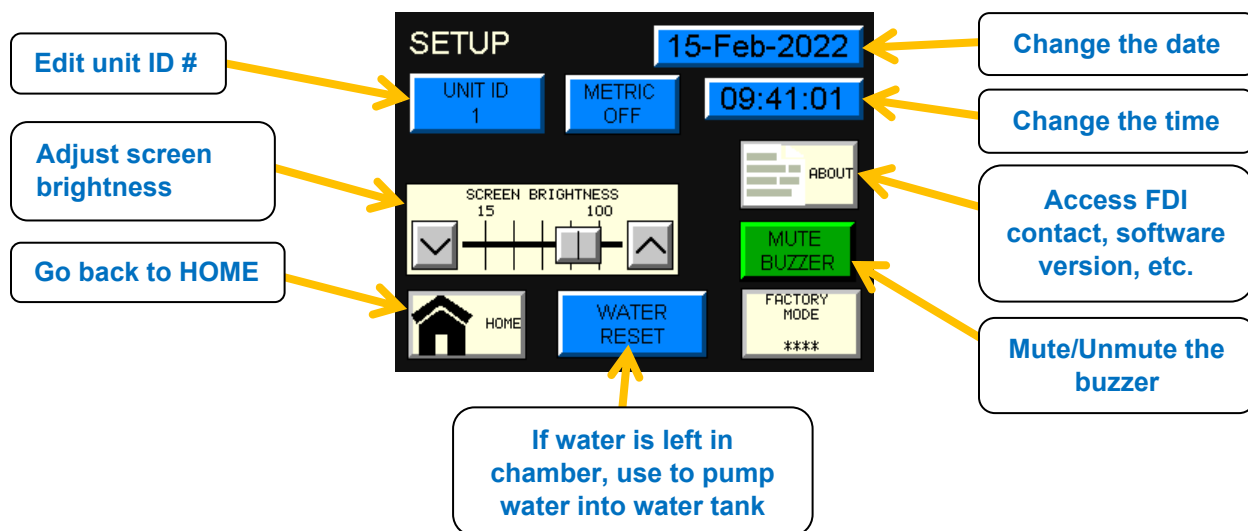 SETUP
15-Feb-2022
Change the date
Edit unit ID #
UNIT ID
1
METRIC
OFF
09:41:01
Change the time
Adjust screen
brightness
SCREEN BRIGHTNESS
15 100
ABOUT
Access FDI
contact, software
version, etc.
Go back to HOME
MUTE
BUZZER
HOME
WATER
RESET
FACTORY
MODE
****
Mute/Unmute the
buzzer
If water is left in
chamber, use to pump
water into water tank